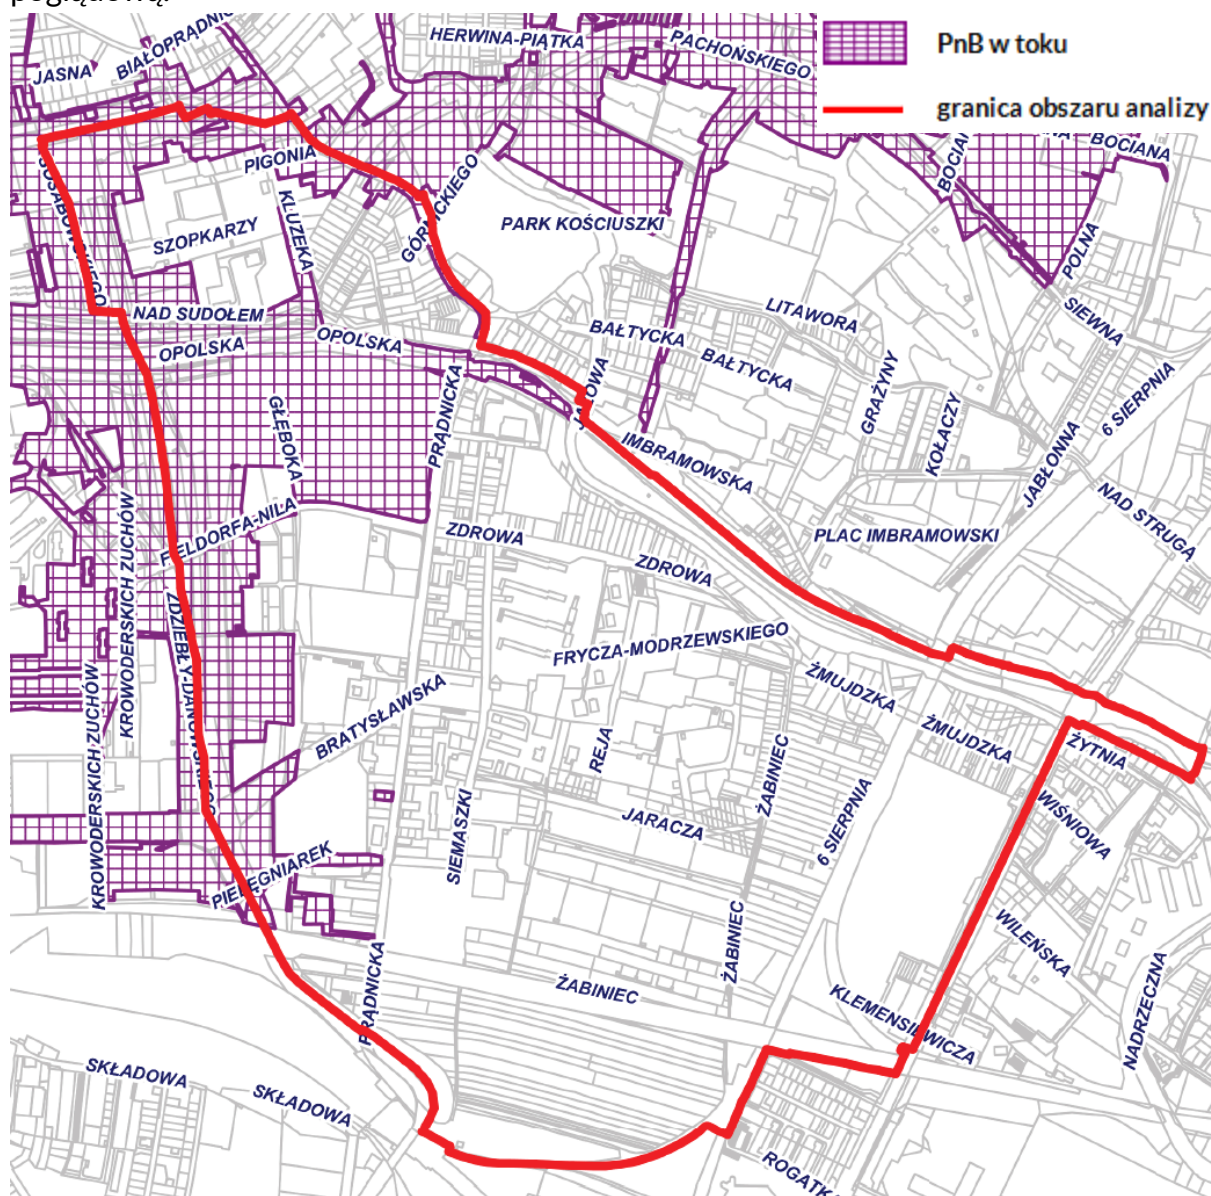 poglądową.
HERWINA-PIĄTKA
PACHOŃSKIEGO
PnB w toku
granica obszaru analizy
JASNA
BOCIANA
PIGONIA
KLUZEKA
GÓRNICKIEGO
PARK KOŚCIUSZKI
SZOPKARZY
POLNA
NAD SUDOŁEM
OPOLSKA
OPOLSKA
LITAWORA
SIEWNA
BAŁTYCKA
BAŁTYCKA
GRAŻYNY
KOŁACZY
6 SIERPNIA
PRĄDNICKA
GŁĘBOKA
IMBRAMOWSKA
JABŁONNA
NAD STRUGĄ
PLAC IMBRAMOWSKI
KROWODERSKICH ZUCHÓW
ZDROWA
ZDROWA
FRYCZA-MODRZEWSKIEGO
ŻMUJDZKA
ŻMUJDZKA
ŻYTNIA
KROWODERSKICH ZUCHÓW
BRATYSŁAWSKA
REJA
ŻABINIEC
6 SIERPNIA
WIŚNIOWA
SIEMASZKI
JARACZA
PIELĘGNIAREK
ŻABINIEC
WILEŃSKA
PRĄDNICKA
ŻABINIEC
KLEMENSIEWICZA
NADRZECZNA
SKŁADOWA
SKŁADOWA